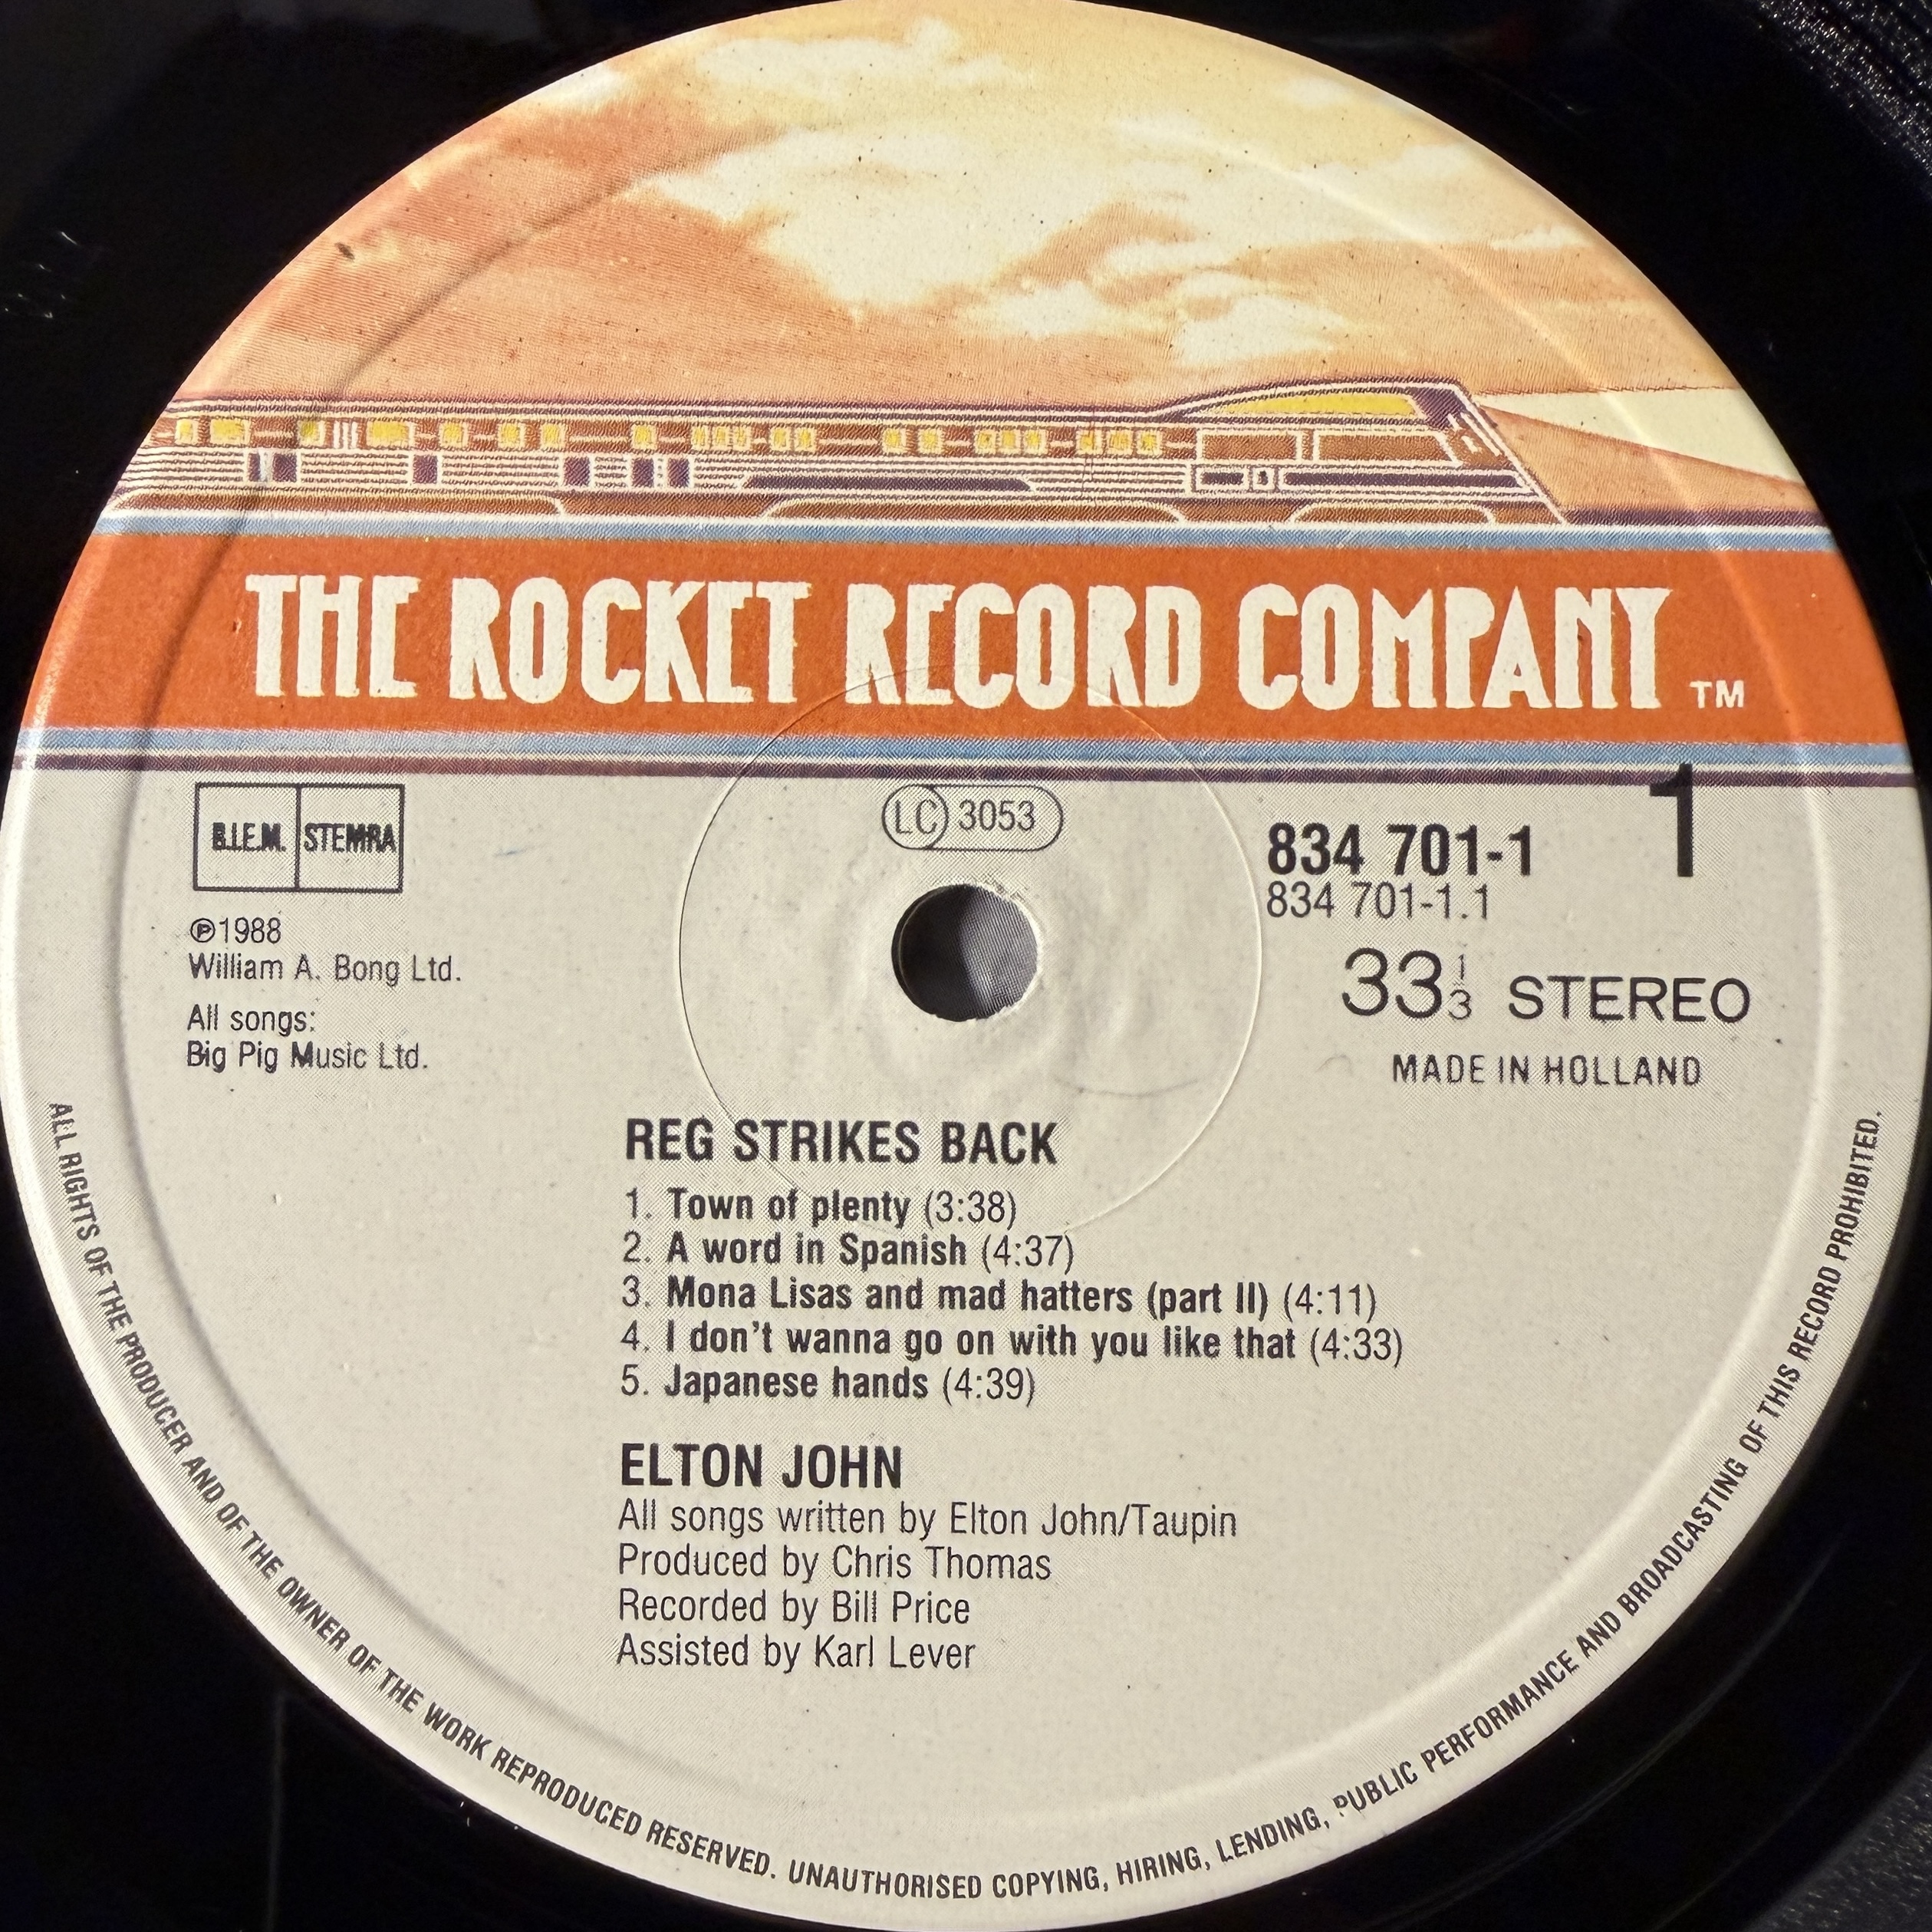 THE ROCKET RECORD COMPANY TM
B.I.E.M. STEMRA
LC 3053
834 701-1
1
834 701-1.1
℗1988
William A. Bong Ltd.
All songs:
Big Pig Music Ltd.
33 1/3 STEREO
MADE IN HOLLAND
REG STRIKES BACK
1. Town of plenty (3:38)
2. A word in Spanish (4:37)
3. Mona Lisas and mad hatters (part II) (4:11)
4. I don't wanna go on with you like that (4:33)
5. Japanese hands (4:39)
ELTON JOHN
All songs written by Elton John/Taupin
Produced by Chris Thomas
Recorded by Bill Price
Assisted by Karl Lever
ALL RIGHTS OF THE PRODUCER AND OF THE OWNER OF THE WORK REPRODUCED RESERVED. UNAUTHORISED COPYING, HIRING, LENDING, PUBLIC PERFORMANCE AND BROADCASTING OF THIS RECORD PROHIBITED.